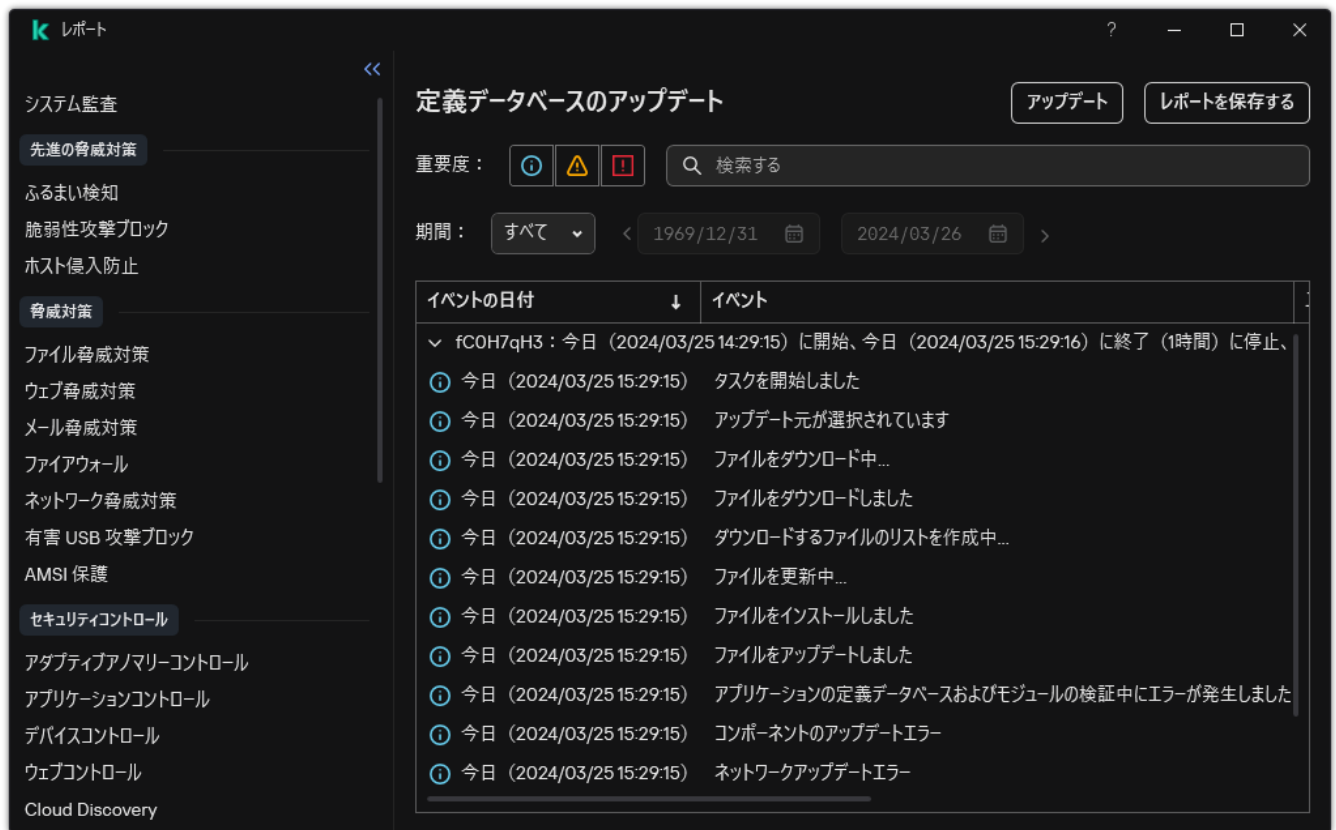 レポート
?
システム監査
先進の脅威対策
ふるまい検知
脆弱性攻撃ブロック
ホスト侵入防止
脅威対策
ファイル脅威対策
ウェブ脅威対策
メール脅威対策
ファイアウォール
ネットワーク脅威対策
有害 USB 攻撃ブロック
AMSI 保護
セキュリティコントロール
アダプティブアノマリーコントロール
アプリケーションコントロール
デバイスコントロール
ウェブコントロール
Cloud Discovery
定義データベースのアップデート
アップデート
レポートを保存する
重要度：
検索する
期間：
すべて
1969/12/31
2024/03/26
イベントの日付 ↓ イベント
fC0H7qH3：今日（2024/03/25 14:29:15）に開始、今日（2024/03/25 15:29:16）に終了（1時間）に停止、
今日（2024/03/25 15:29:15） タスクを開始しました
今日（2024/03/25 15:29:15） アップデート元が選択されています
今日（2024/03/25 15:29:15） ファイルをダウンロード中...
今日（2024/03/25 15:29:15） ファイルをダウンロードしました
今日（2024/03/25 15:29:15） ダウンロードするファイルのリストを作成中...
今日（2024/03/25 15:29:15） ファイルを更新中...
今日（2024/03/25 15:29:15） ファイルをインストールしました
今日（2024/03/25 15:29:15） ファイルをアップデートしました
今日（2024/03/25 15:29:15） アプリケーションの定義データベースおよびモジュールの検証中にエラーが発生しました
今日（2024/03/25 15:29:15） コンポーネントのアップデートエラー
今日（2024/03/25 15:29:15） ネットワークアップデートエラー